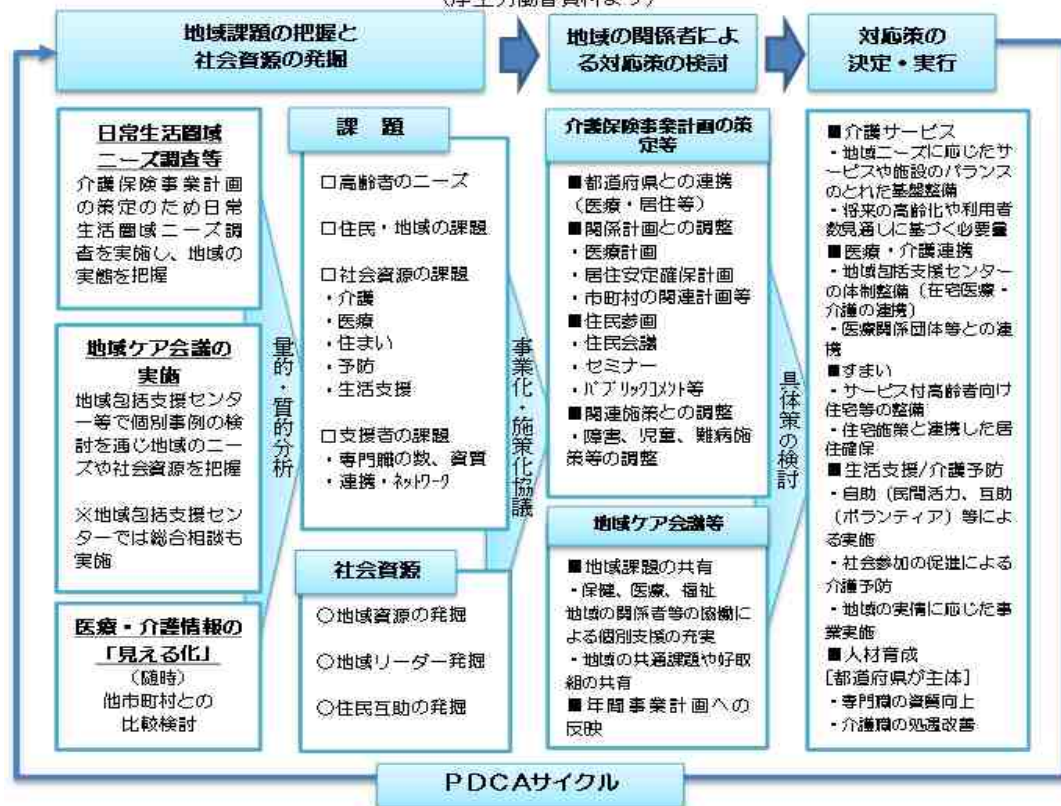 (厚生労働省資料より)
地域課題の把握と
社会資源の発掘
地域の関係者によ
る対応策の検討
対応策の
決定・実行
日常生活圏域
ニーズ調査等
介護保険事業計画
の策定のため日常
生活圏域ニーズ調
査を実施し、地域の
実態を把握
地域ケア会議の
実施
地域包括支援センタ
ー等で個別事例の検
討を通じ地域のニー
ズや社会資源を把握
※地域包括支援セン
ターでは総合相談も
実施
医療・介護情報の
「見える化」
(随時)
他市町村との
比較検討
量的・質的分析
課 題
□高齢者のニーズ
□住民・地域の課題
□社会資源の課題
・介護
・医療
・住まい
・予防
・生活支援
□支援者の課題
・専門職の数、資質
・連携・ネットワーク
社会資源
○地域資源の発掘
○地域リーダー発掘
○住民互助の発掘
事業化・施策化協議
介護保険事業計画の策
定等
■都道府県との連携
(医療・居住等)
■関係計画との調整
・医療計画
・居住安定確保計画
・市町村の関連計画等
■住民参画
・住民会議
・セミナー
・パブリックコメント等
■関連施策との調整
・障害、児童、難病施
策等の調整
地域ケア会議等
■地域課題の共有
・保健、医療、福祉
地域の関係者等の協働に
よる個別支援の充実
・地域の共通課題や好取
組の共有
■年間事業計画への
反映
具体策の検討
■介護サービス
・地域ニーズに応じたサ
ービスや施設のバランス
のとれた基盤整備
・将来の高齢化や利用者
数見通しに基づく必要量
■医療・介護連携
・地域包括支援センター
の体制整備（在宅医療・
介護の連携）
・医療関係団体等との連
携
■すまい
・サービス付高齢者向け
住宅等の整備
・住宅施策と連携した居
住確保
■生活支援/介護予防
・自助（民間活力、互助
（ボランティア）等によ
る実施
・社会参加の促進による
介護予防
・地域の実情に応じた事
業実施
■人材育成
[都道府県が主体]
・専門職の資質向上
・介護職の処遇改善
PDCAサイクル